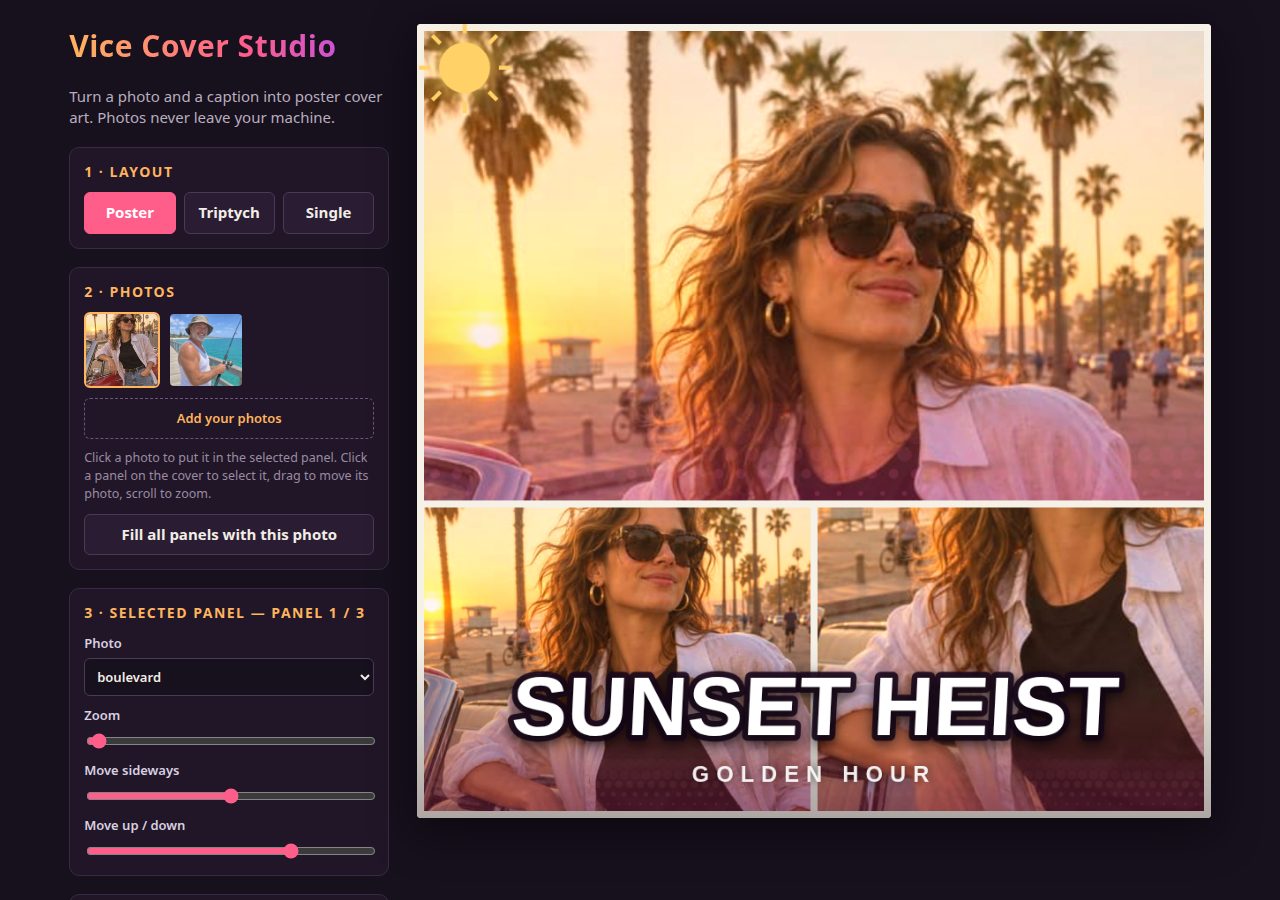 Vice Cover Studio
Turn a photo and a caption into poster cover
art. Photos never leave your machine.
1 · LAYOUT
Poster
Triptych
Single
2 · PHOTOS
Add your photos
Click a photo to put it in the selected panel. Click
a panel on the cover to select it, drag to move its
photo, scroll to zoom.
Fill all panels with this photo
3 · SELECTED PANEL — PANEL 1 / 3
Photo
boulevard
Zoom
Move sideways
Move up / down
SUNSET HEIST
GOLDEN HOUR